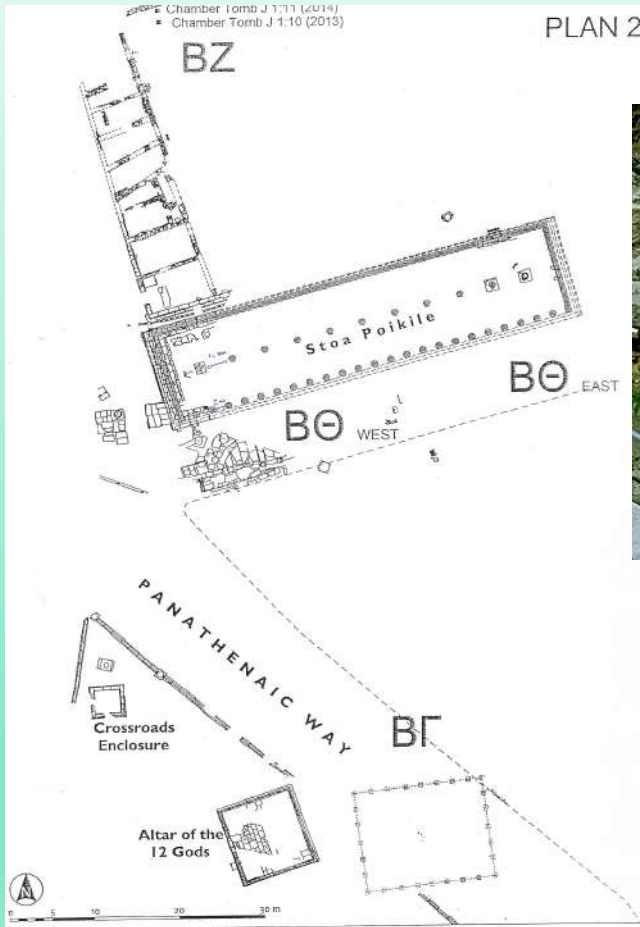 Chamber Tomb J 1:11 (2014)
Chamber Tomb J 1:10 (2013)
PLAN 2
BZ
Stoa Poikile
BΘ EAST
BΘ WEST
PANATHENAIC WAY
Crossroads
Enclosure
BΓ
Altar of the
12 Gods
0 5 10 20 30 m